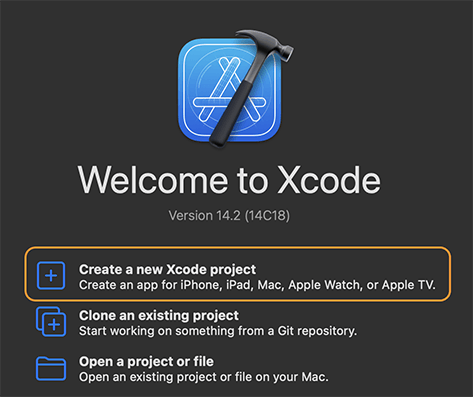 Welcome to Xcode
Version 14.2 (14C18)
Create a new Xcode project
Create an app for iPhone, iPad, Mac, Apple Watch, or Apple TV.
Clone an existing project
Start working on something from a Git repository.
Open a project or file
Open an existing project or file on your Mac.